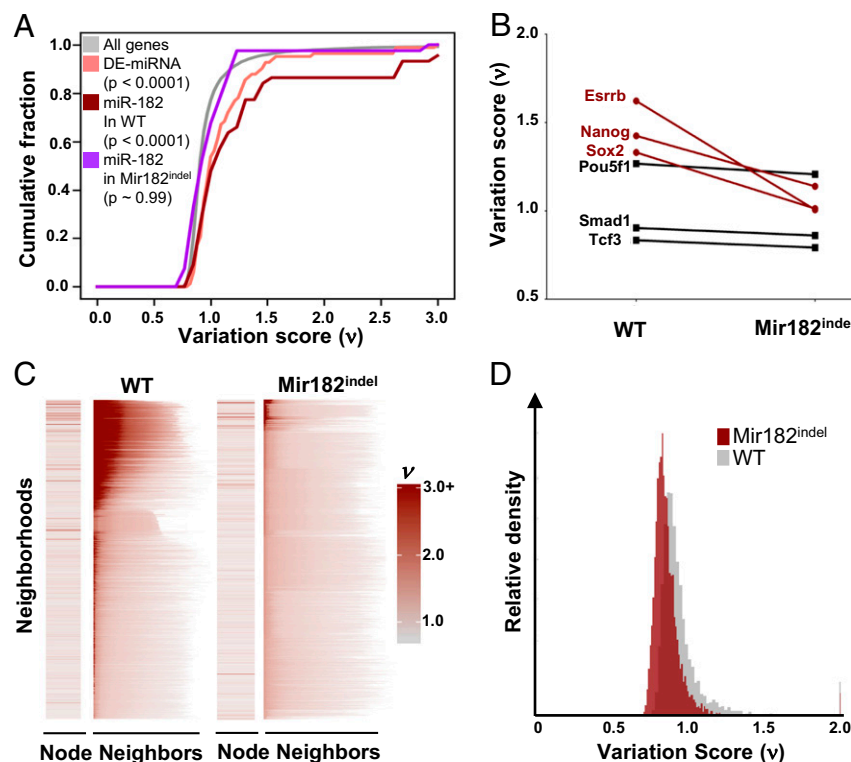 A
1.0
0.8
0.6
0.4
0.2
0.0
Cumulative fraction
All genes
DE-miRNA
(p < 0.0001)
miR-182
In WT
(p < 0.0001)
miR-182
in Mir182indel
(p ~ 0.99)
0.0 0.5 1.0 1.5 2.0 2.5 3.0
Variation score (ν)
B
2.0
1.5
1.0
0.5
Variation score (ν)
Esrrb
Nanog
Sox2
Pou5f1
Smad1
Tcf3
WT Mir182inde
C
WT Mir182indel
Neighborhoods
ν
3.0+
2.0
1.0
Node Neighbors Node Neighbors
D
Relative density
Mir182indel
WT
0 0.5 1.0 1.5 2.0
Variation Score (ν)